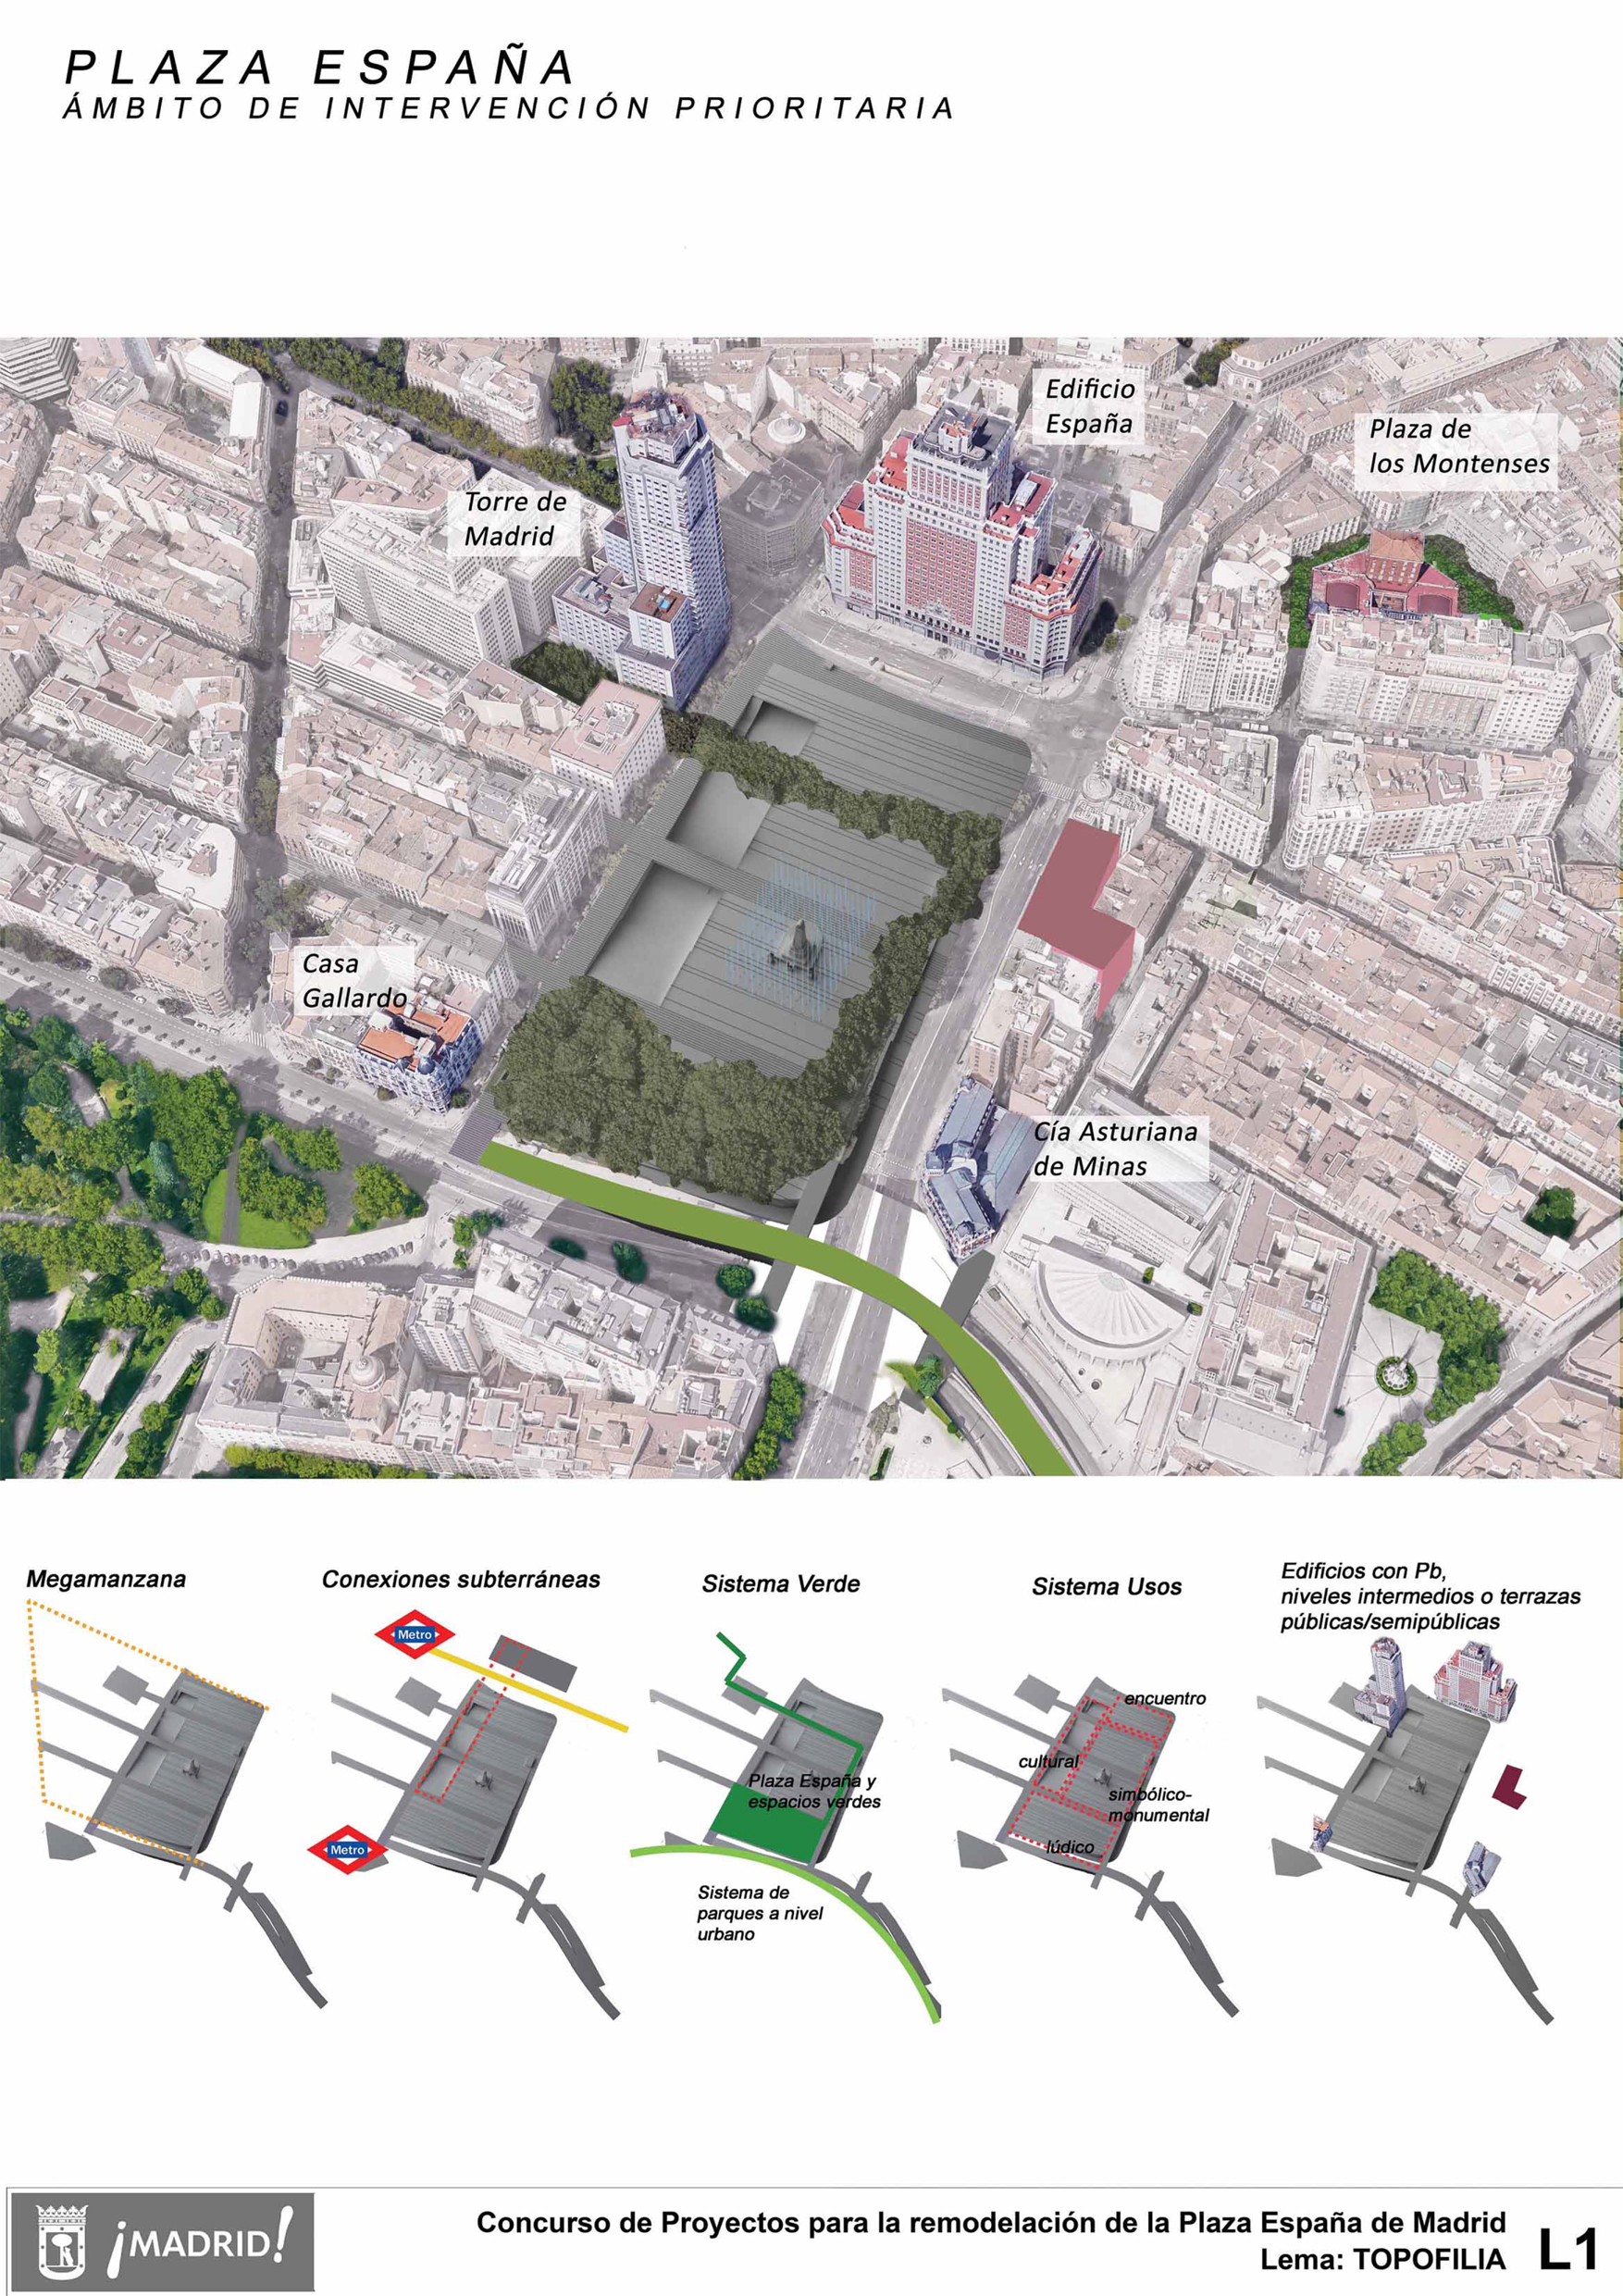 PLAZA ESPAÑA
ÁMBITO DE INTERVENCIÓN PRIORITARIA
Edificio
España
Plaza de
los Montenses
Torre de
Madrid
Casa
Gallardo
Cía Asturiana
de Minas
Megamanzana
Conexiones subterráneas
Metro
Metro
Sistema Verde
Plaza España y
espacios verdes
Sistema de
parques a nivel
urbano
Sistema Usos
encuentro
cultural
simbólico-
monumental
lúdico
Edificios con Pb,
niveles intermedios o terrazas
públicas/semipúblicas
¡MADRID!
Concurso de Proyectos para la remodelación de la Plaza España de Madrid
Lema: TOPOFILIA
L1